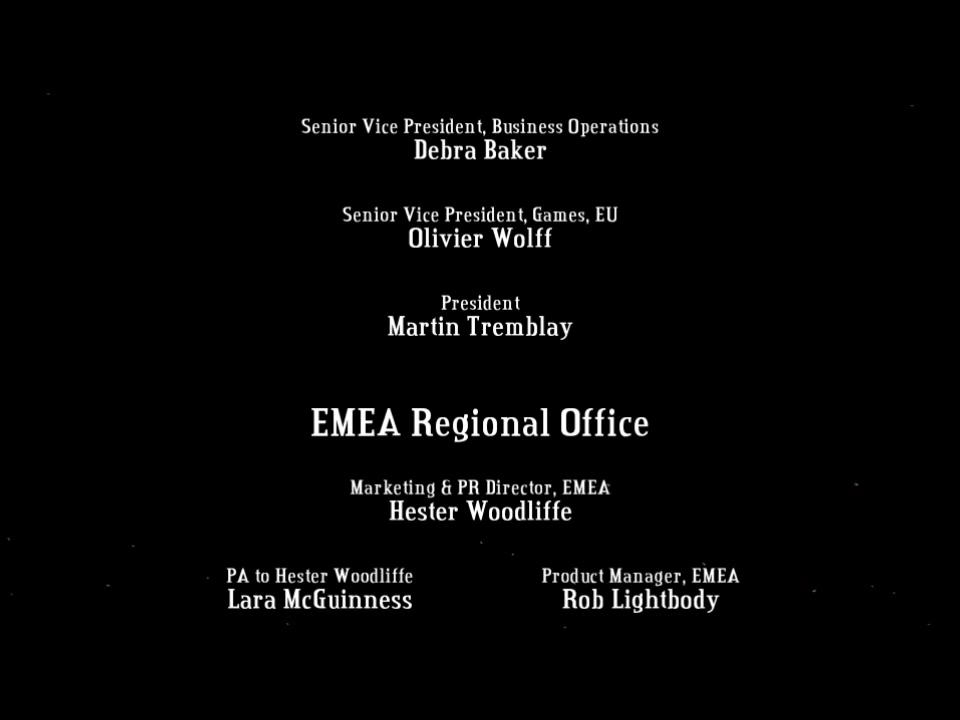 Senior Vice President, Business Operations
Debra Baker
Senior Vice President, Games, EU
Olivier Wolff
President
Martin Tremblay
EMEA Regional Office
Marketing & PR Director, EMEA
Hester Woodliffe
PA to Hester Woodliffe
Lara McGuinness
Product Manager, EMEA
Rob Lightbody